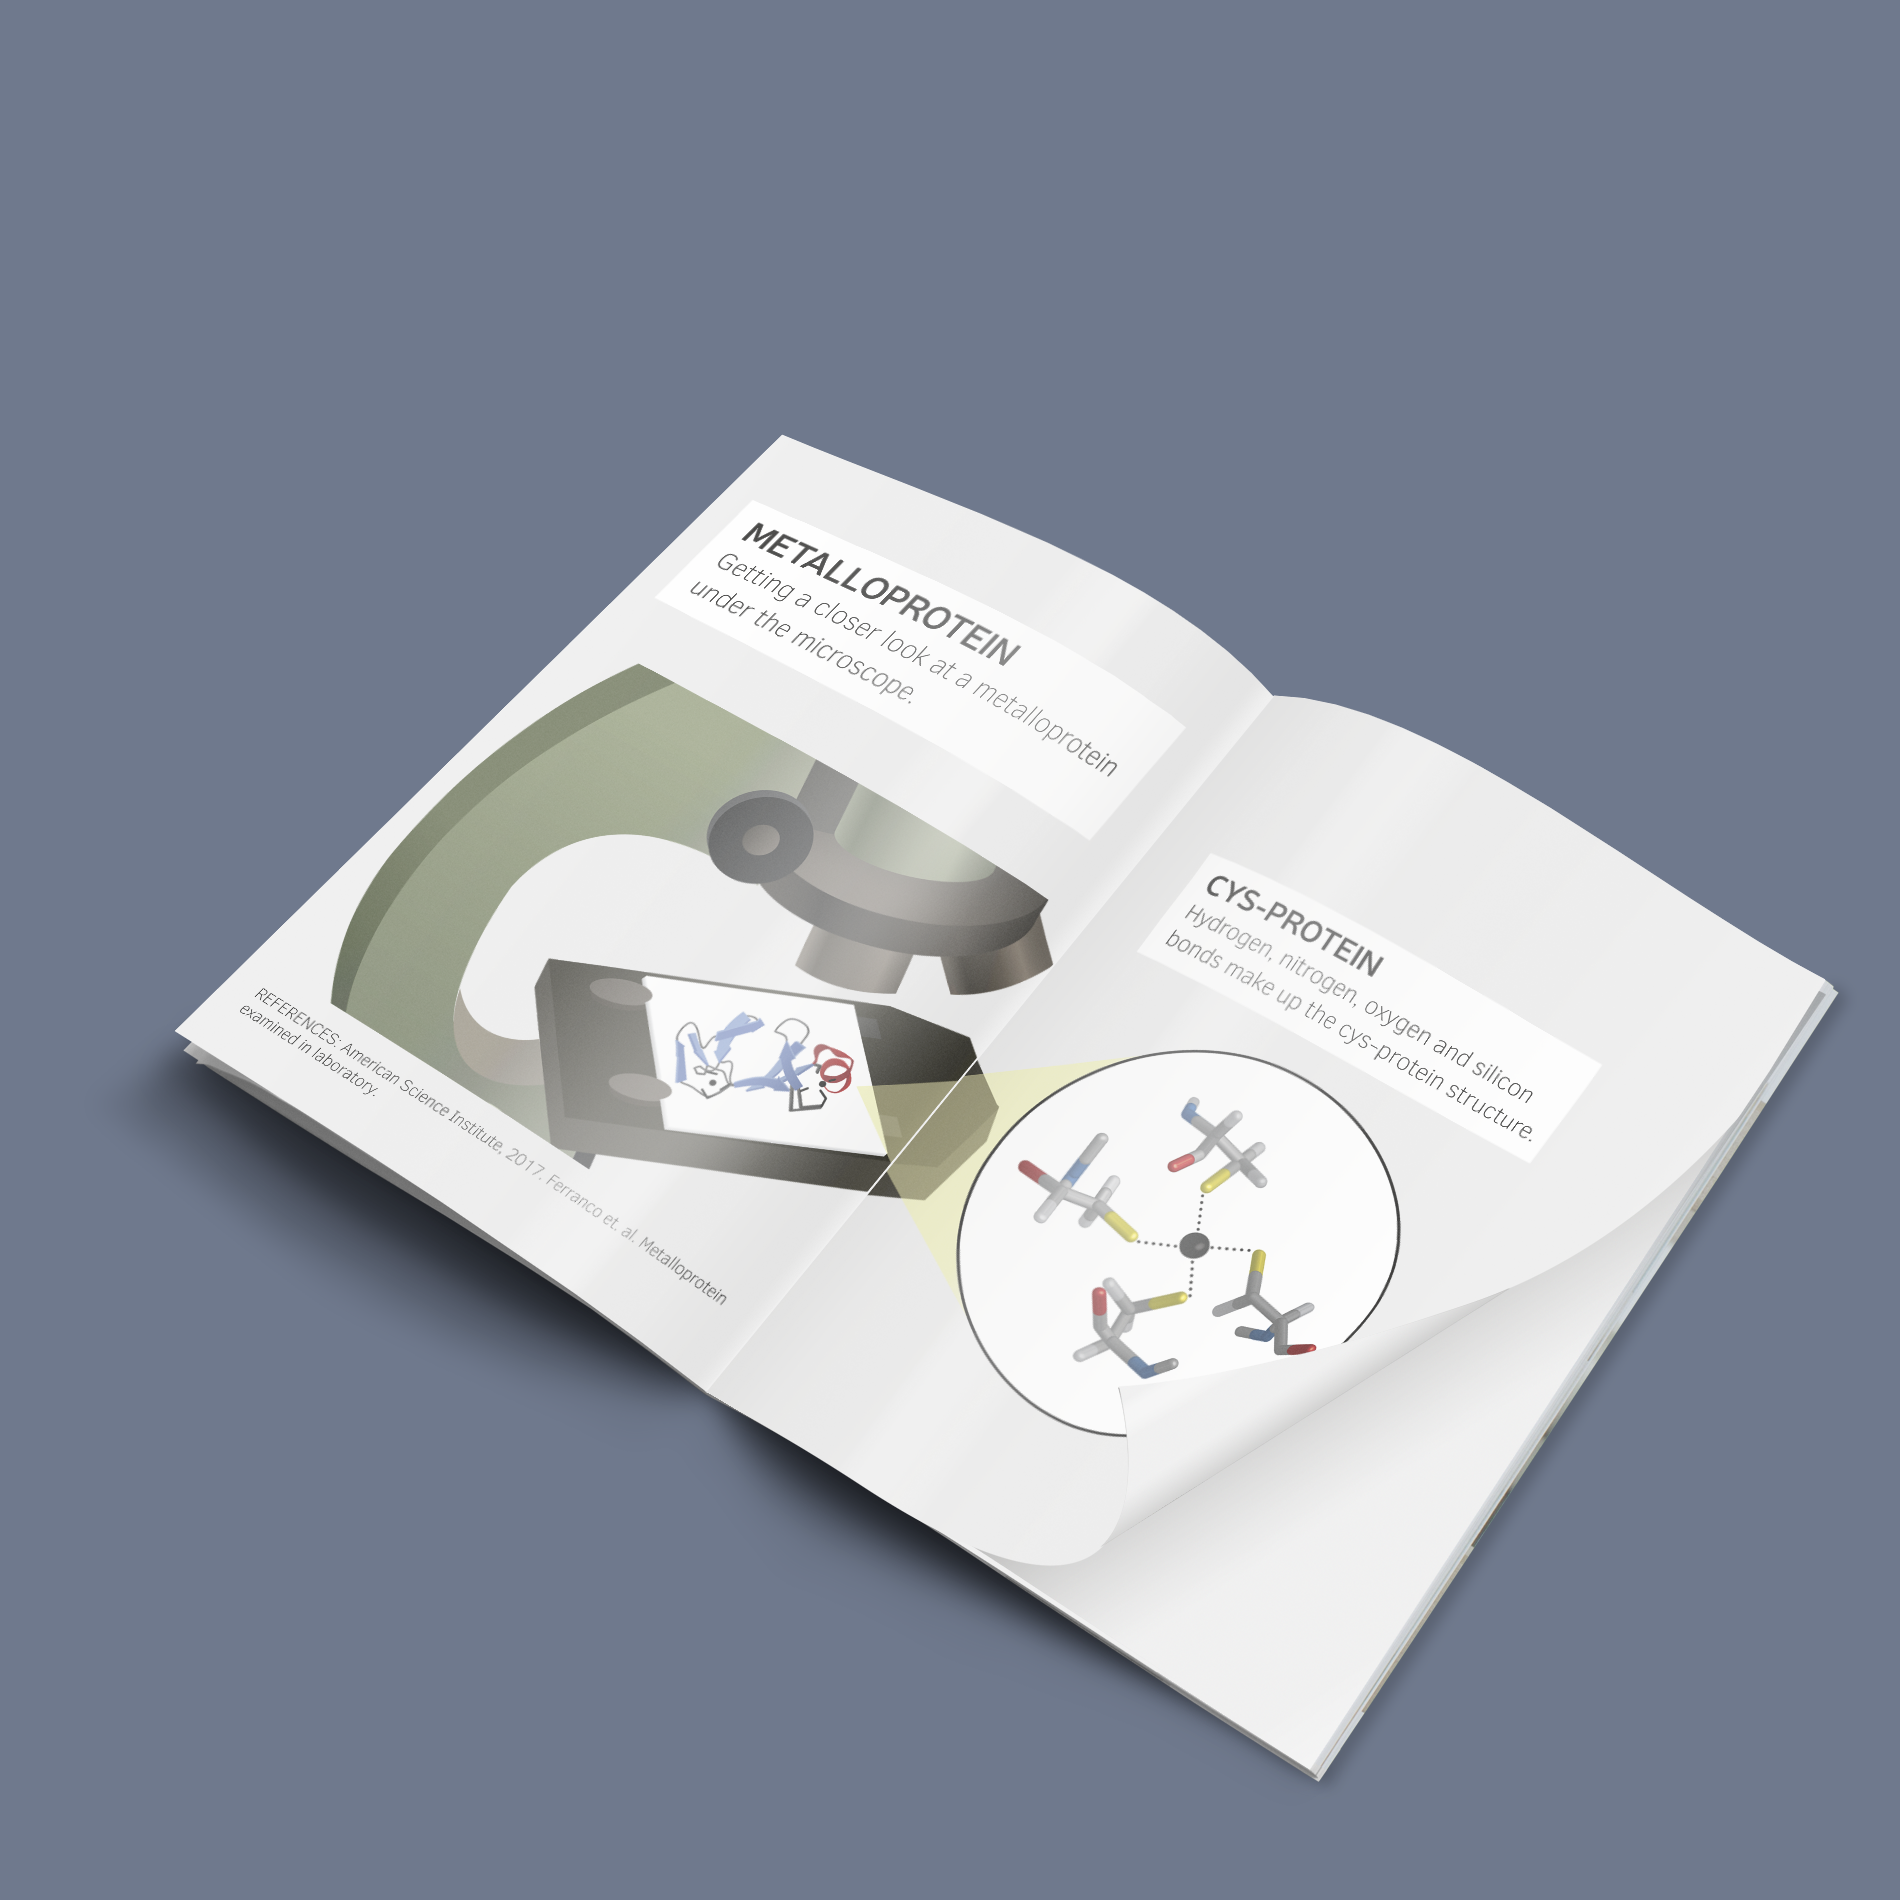 METALLOPROTEIN
Getting a closer look at a metalloprotein
under the microscope.
REFERENCES: American Science Institute, 2017. Ferranco et. al. Metalloprotein
examined in laboratory.
CYS-PROTEIN
Hydrogen, nitrogen, oxygen and silicon
bonds make up the cys-protein structure.